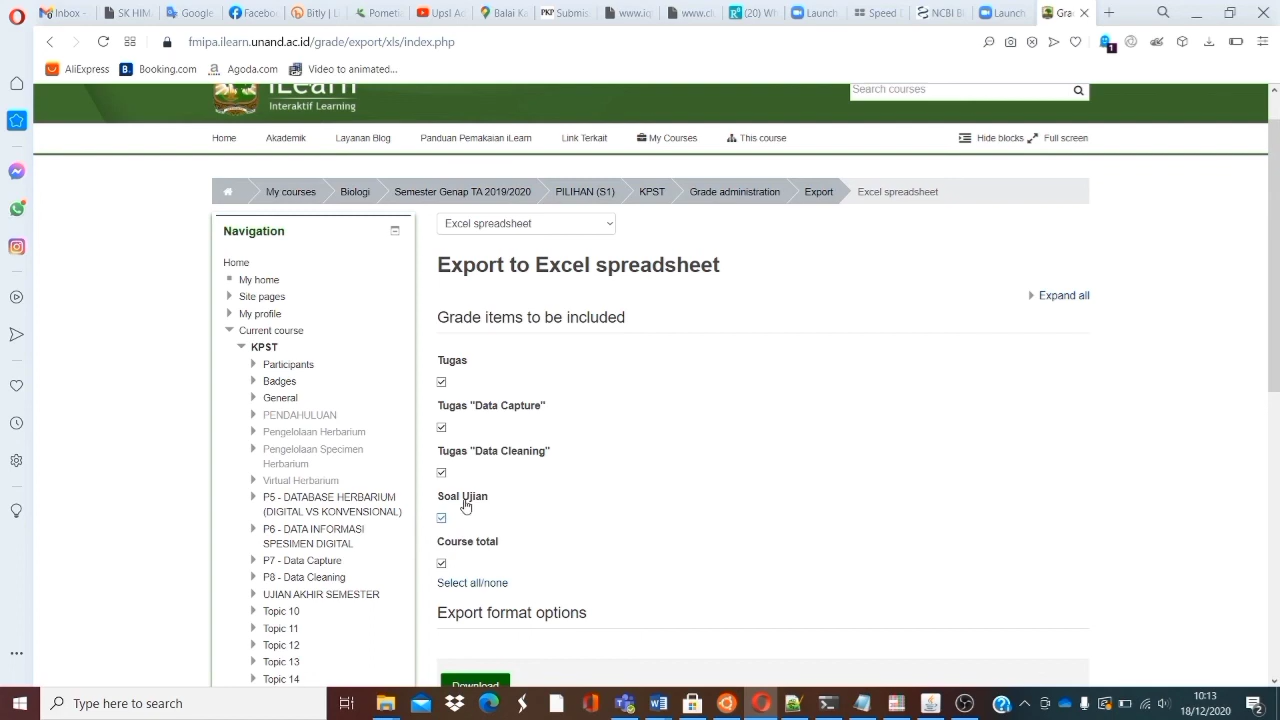 Inbox -
SK HIM
Google
Facebo
Bitly | L
Pometic
UpsI Ac
Balai Ka
PKP Submis
www.iq
www.ci
(20) Wh
Launch
Speed D
NCBI Bl
Launch
Gra
fmipa.ilearn.unand.ac.id/grade/export/xls/index.php
1
AliExpress
Booking.com
Agoda.com
Video to animated...
iLearn
Interaktif Learning
Search courses
Home
Akademik
Layanan Blog
Panduan Pemakaian iLearn
Link Terkait
My Courses
This course
Hide blocks
Full screen
My courses
Biologi
Semester Genap TA 2019/2020
PILIHAN (S1)
KPST
Grade administration
Export
Excel spreadsheet
Navigation
Home
My home
Site pages
My profile
Current course
KPST
Participants
Badges
General
PENDAHULUAN
Pengelolaan Herbarium
Pengelolaan Specimen
Herbarium
Virtual Herbarium
P5 - DATABASE HERBARIUM
(DIGITAL VS KONVENSIONAL)
P6 - DATA INFORMASI
SPESIMEN DIGITAL
P7 - Data Capture
P8 - Data Cleaning
UJIAN AKHIR SEMESTER
Topic 10
Topic 11
Topic 12
Topic 13
Topic 14
Excel spreadsheet
Export to Excel spreadsheet
Expand all
Grade items to be included
Tugas
Tugas "Data Capture"
Tugas "Data Cleaning"
Soal Ujian
Course total
Select all/none
Export format options
Download
Type here to search
10:13
18/12/2020